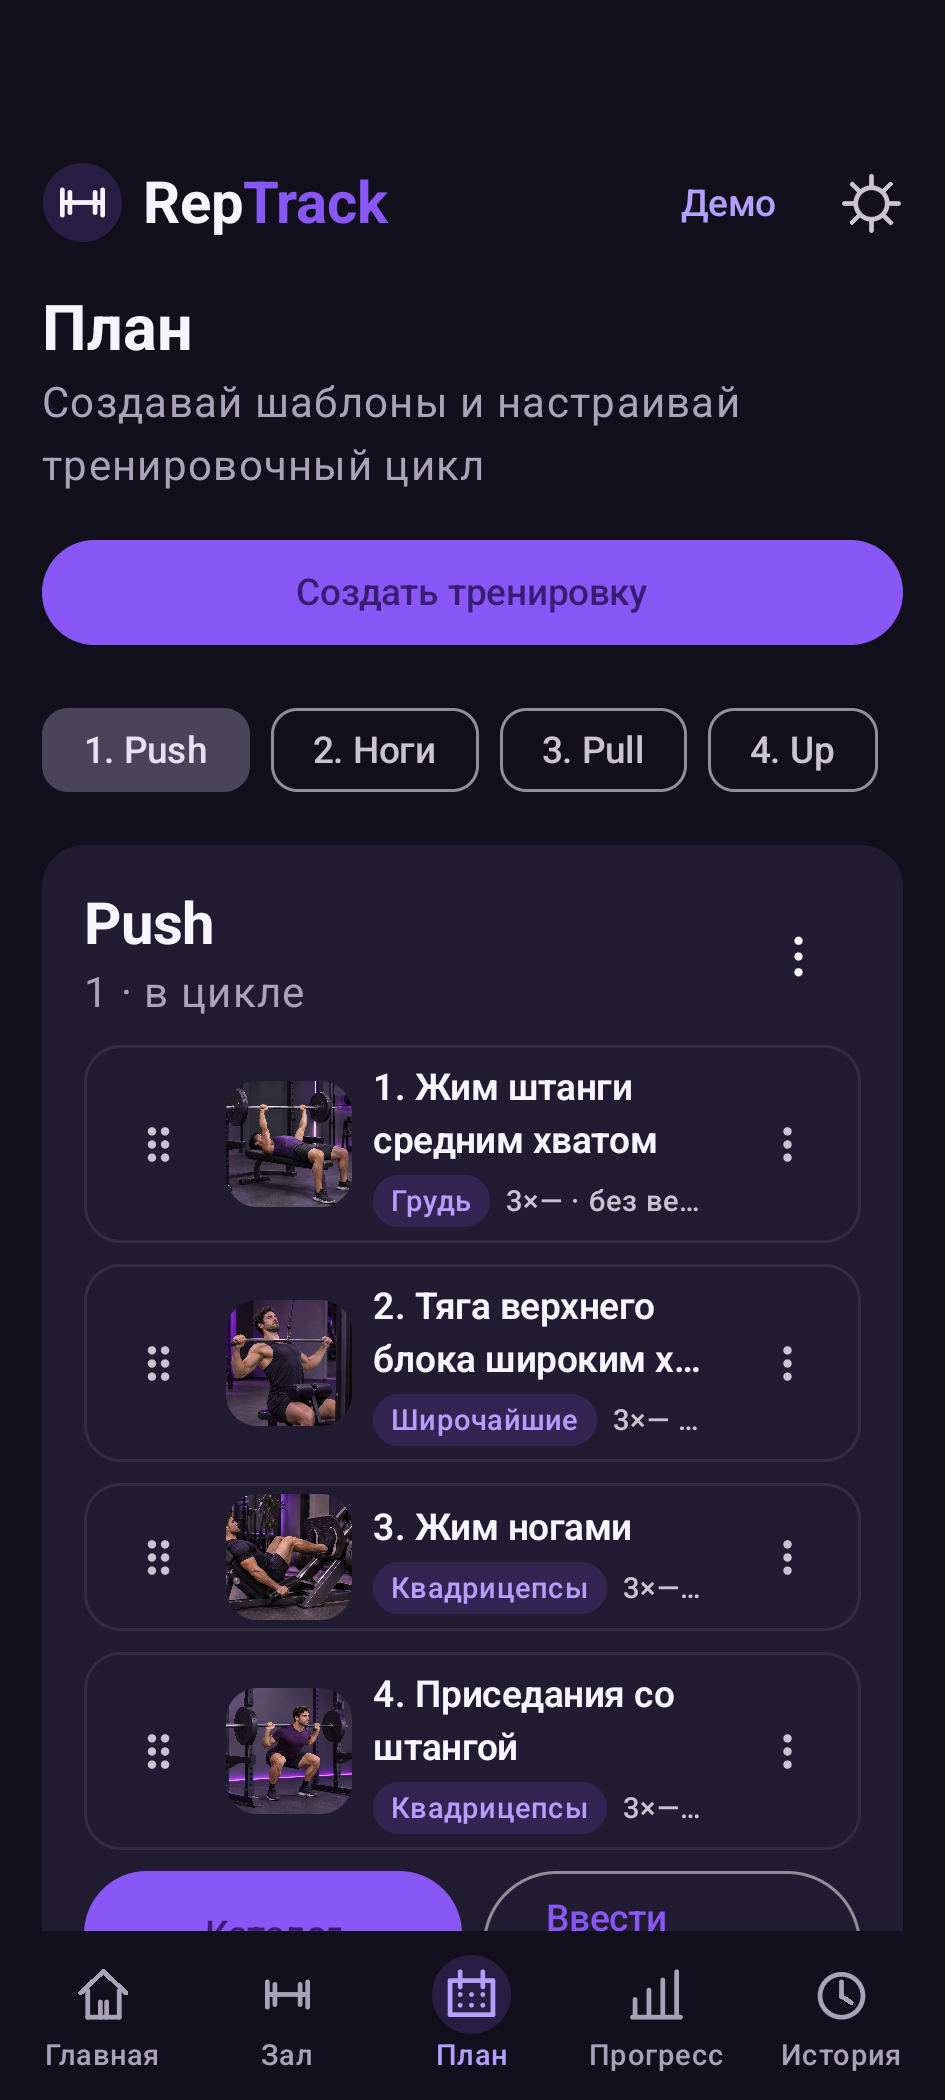 RepTrack
Демо
План
Создавай шаблоны и настраивай
тренировочный цикл
Создать тренировку
1. Push
2. Ноги
3. Pull
4. Up
Push
1 · в цикле
1. Жим штанги
средним хватом
Грудь 3×— · без ве...
2. Тяга верхнего
блока широким х...
Широчайшие 3×— ...
3. Жим ногами
Квадрицепсы 3×—...
4. Приседания со
штангой
Квадрицепсы 3×—...
Каталог
Ввести
Главная
Зал
План
Прогресс
История